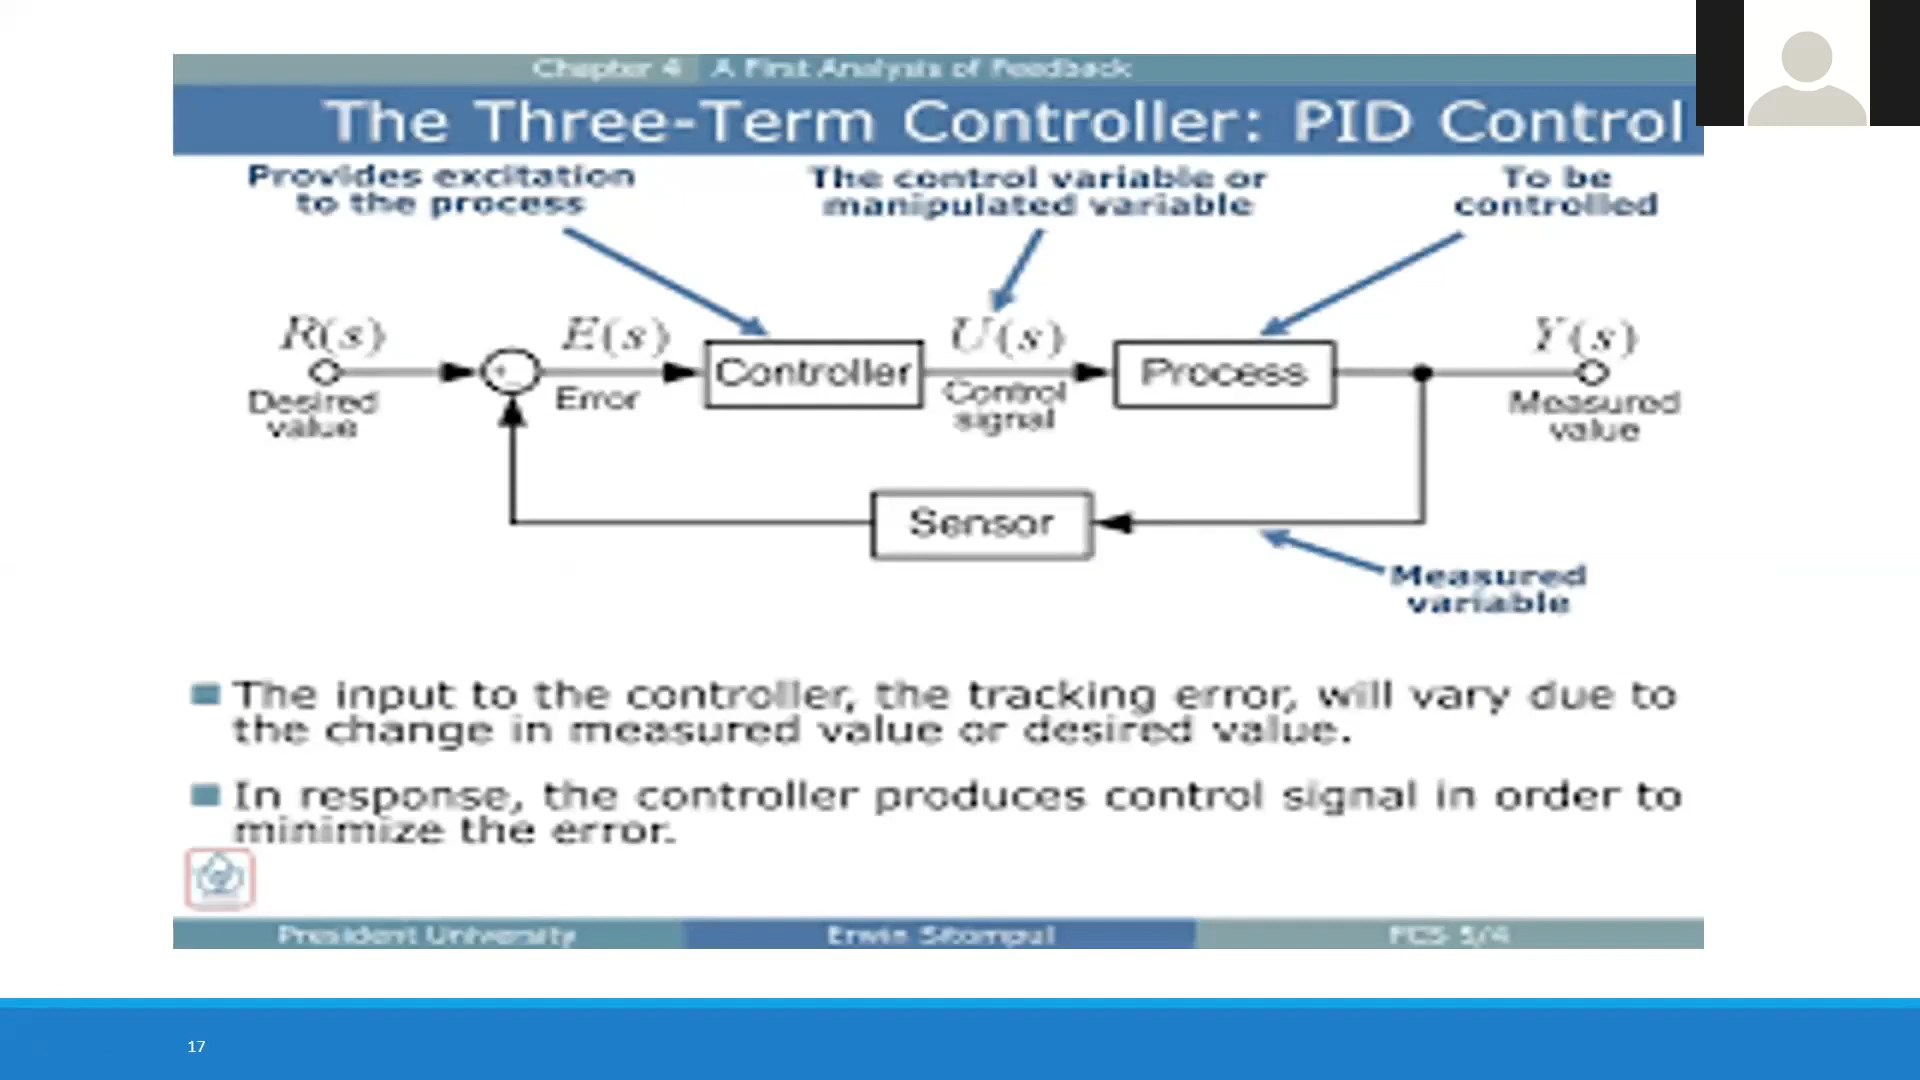 Chapter 4 A First Analysis of Feedback
The Three-Term Controller: PID Control
Provides excitation
to the process
The control variable or
manipulated variable
To be
controlled
R(s)
E(s)
U(s)
Y(s)
+
−
Controller
Process
Desired
value
Error
Control
signal
Measured
value
Sensor
Measured
variable
The input to the controller, the tracking error, will vary due to
the change in measured value or desired value.
In response, the controller produces control signal in order to
minimize the error.
President University
Erwin Sitompul
FCS 5/4
17